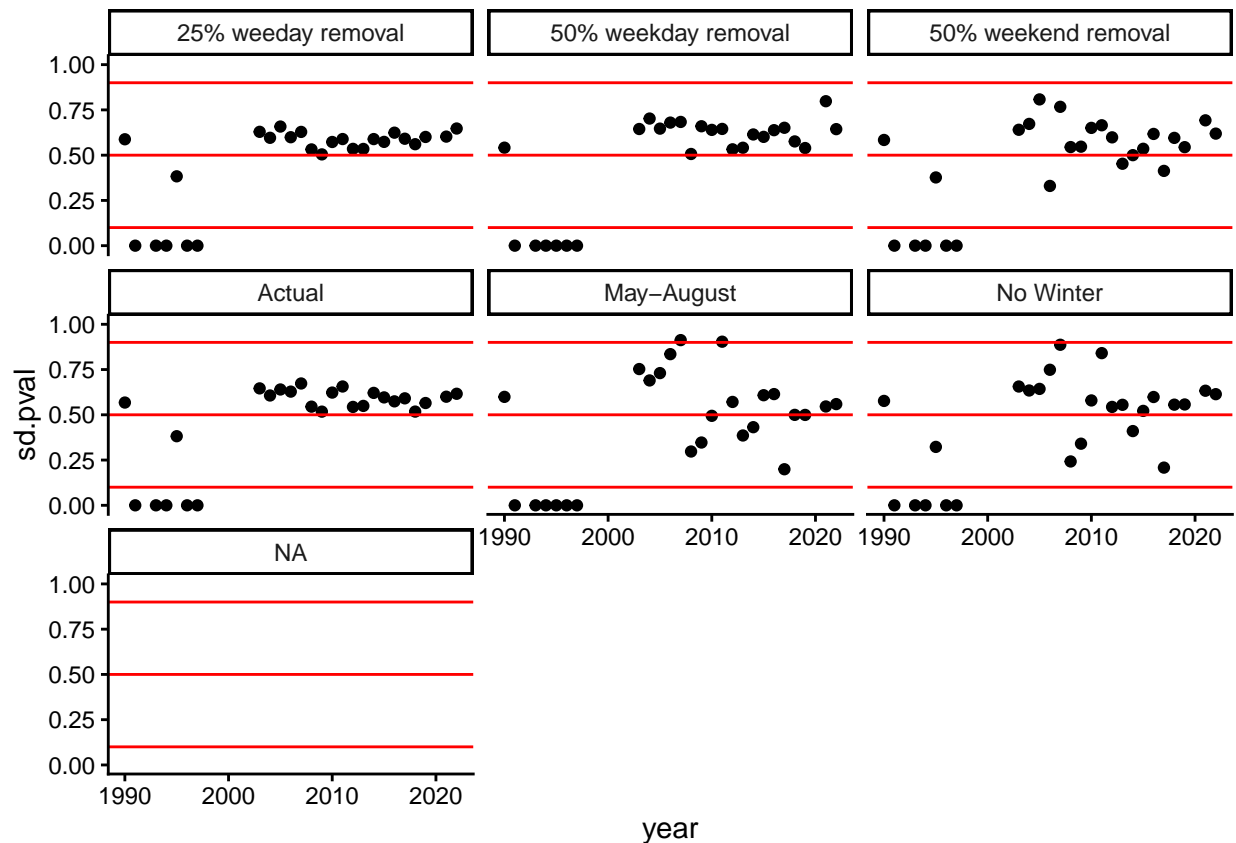 25% weeday removal
50% weekday removal
50% weekend removal
1.00
0.75
0.50
0.25
0.00
Actual
May−August
No Winter
1.00
0.75
0.50
0.25
0.00
1990 2000 2010 2020
1990 2000 2010 2020
NA
1.00
0.75
0.50
0.25
0.00
1990 2000 2010 2020
sd.pval
year